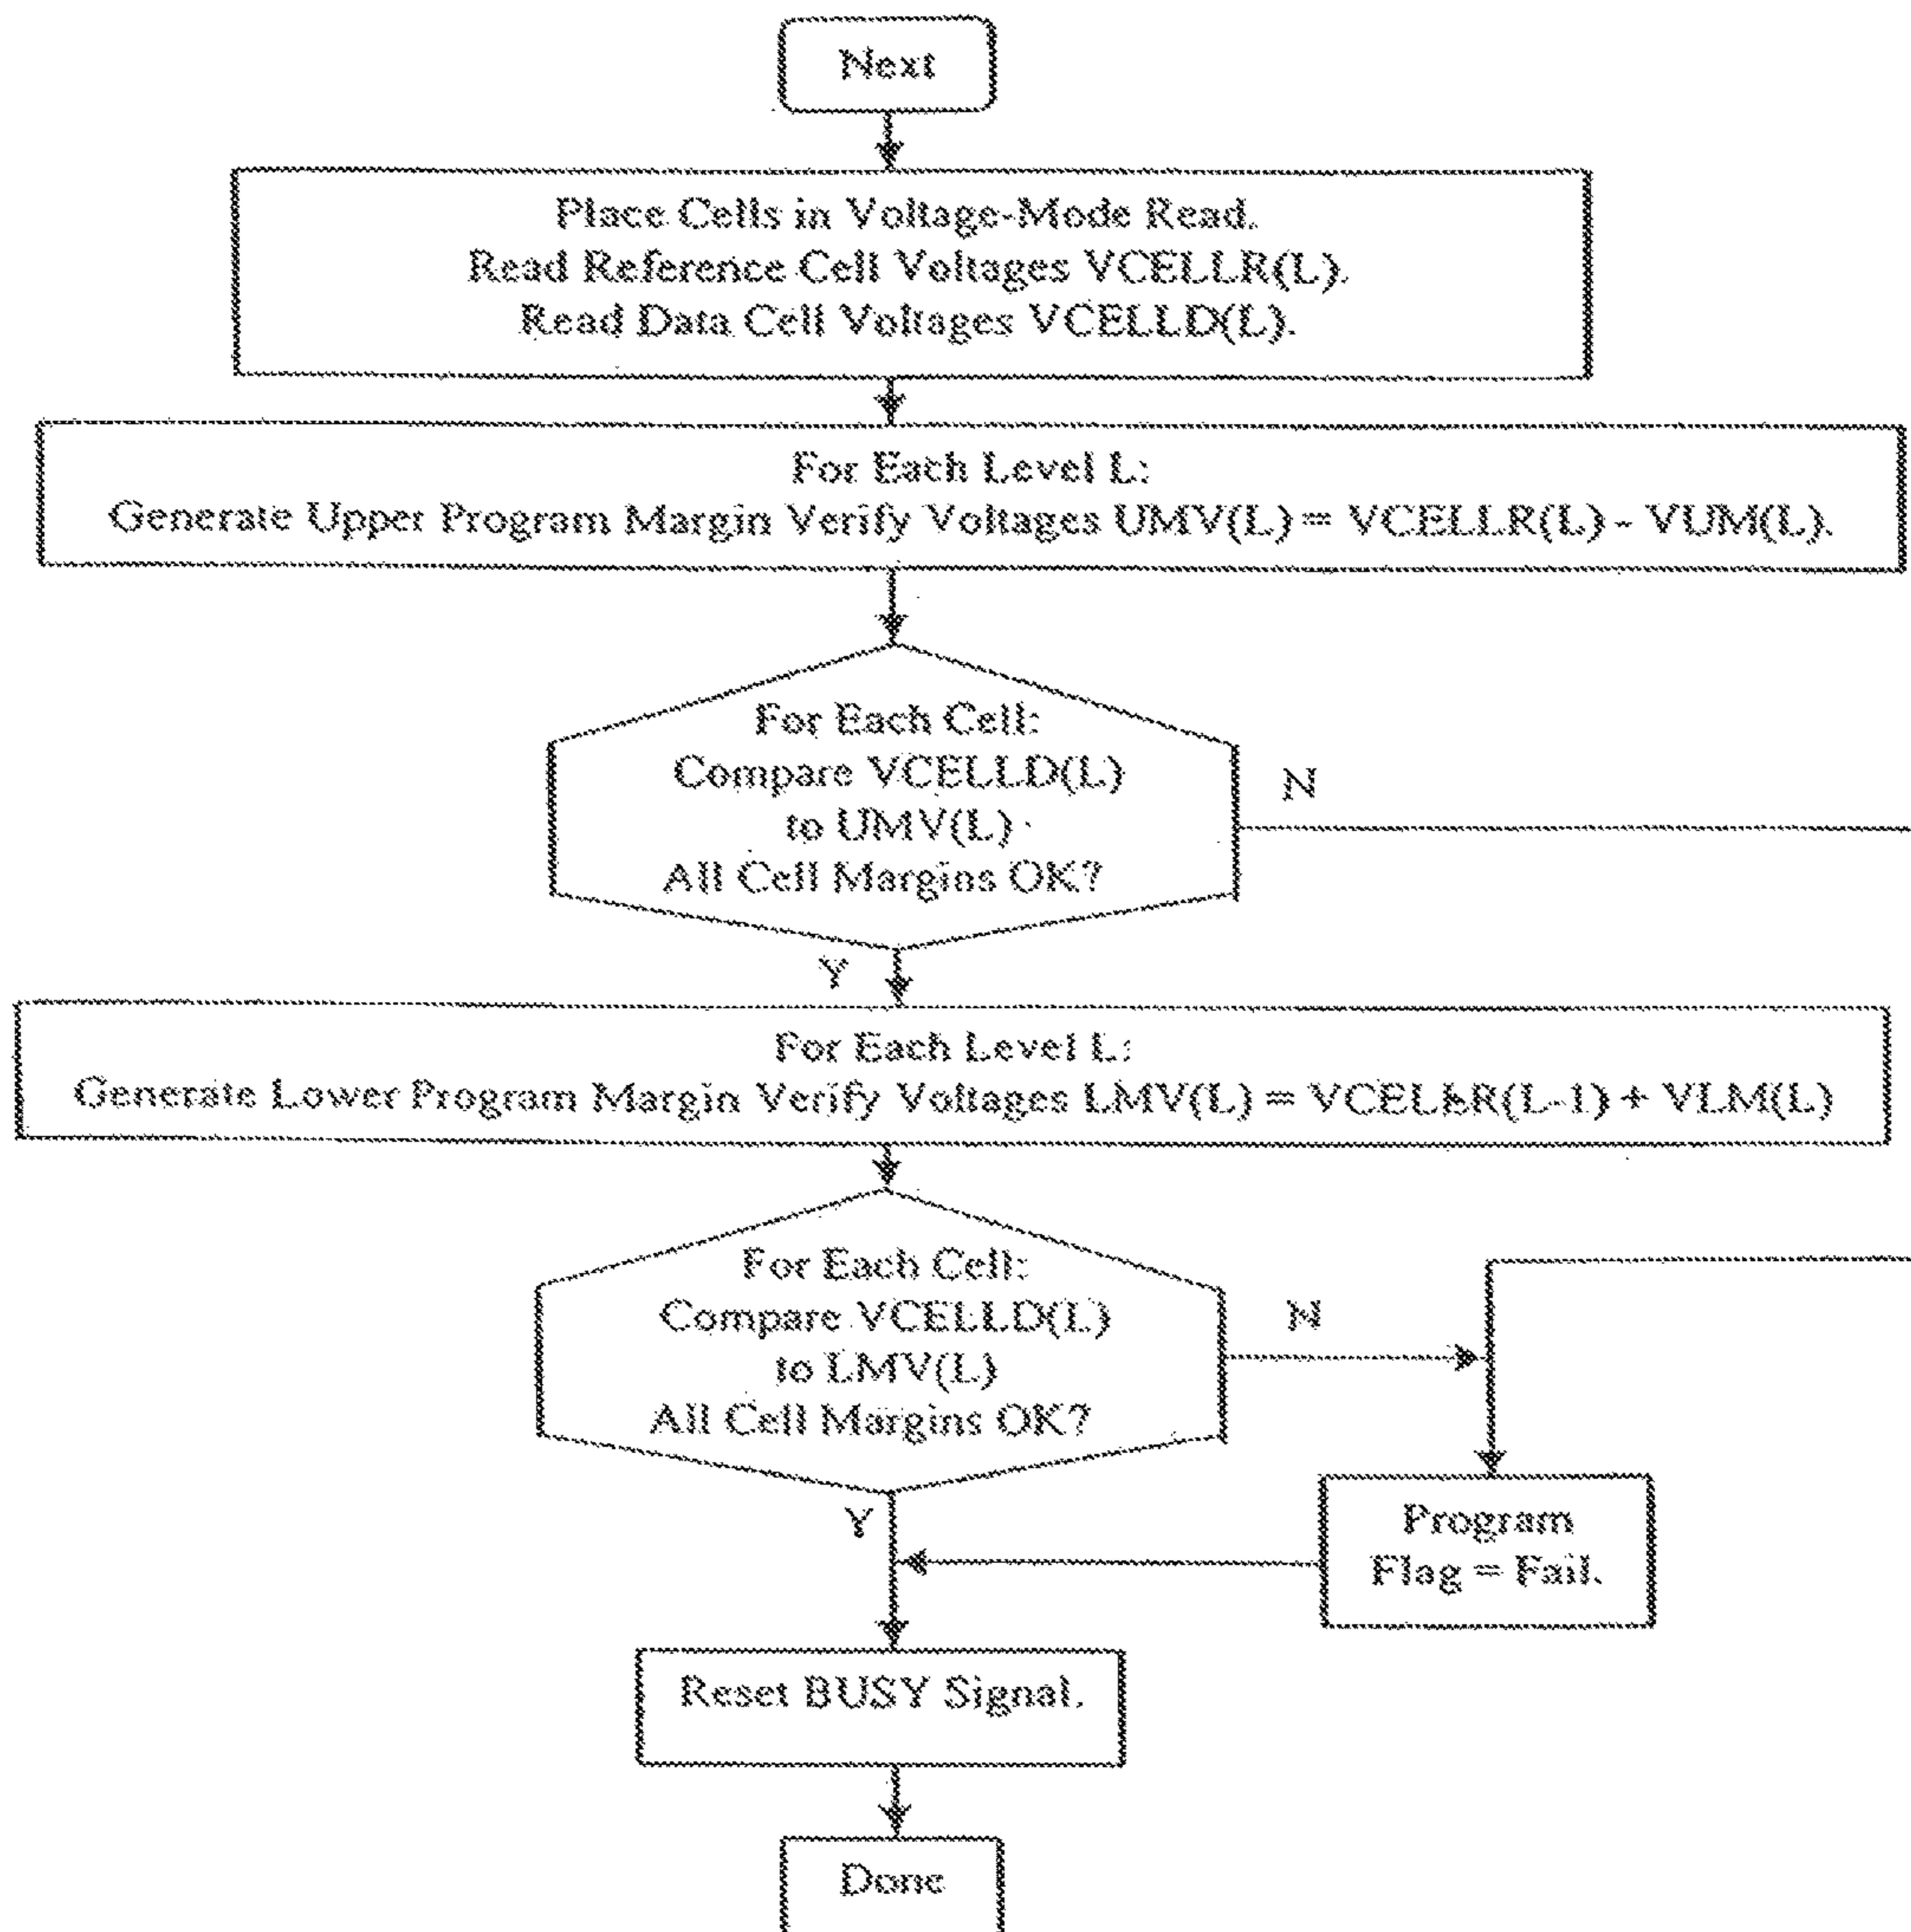 Next
Place Cells in Voltage-Mode Read.
Read Reference Cell Voltages VCELLR(L).
Read Data Cell Voltages VCELLD(L).
For Each Level L:
Generate Upper Program Margin Verify Voltages UMV(L) = VCELLR(L) - VUM(L).
For Each Cell:
Compare VCELLD(L)
to UMV(L)
All Cell Margins OK?
N
Y
For Each Level L:
Generate Lower Program Margin Verify Voltages LMV(L) = VCELLR(L-1) + VLM(L)
For Each Cell:
Compare VCELLD(L)
to LMV(L)
All Cell Margins OK?
N
Y
Program
Flag = Fail.
Reset BUSY Signal.
Done